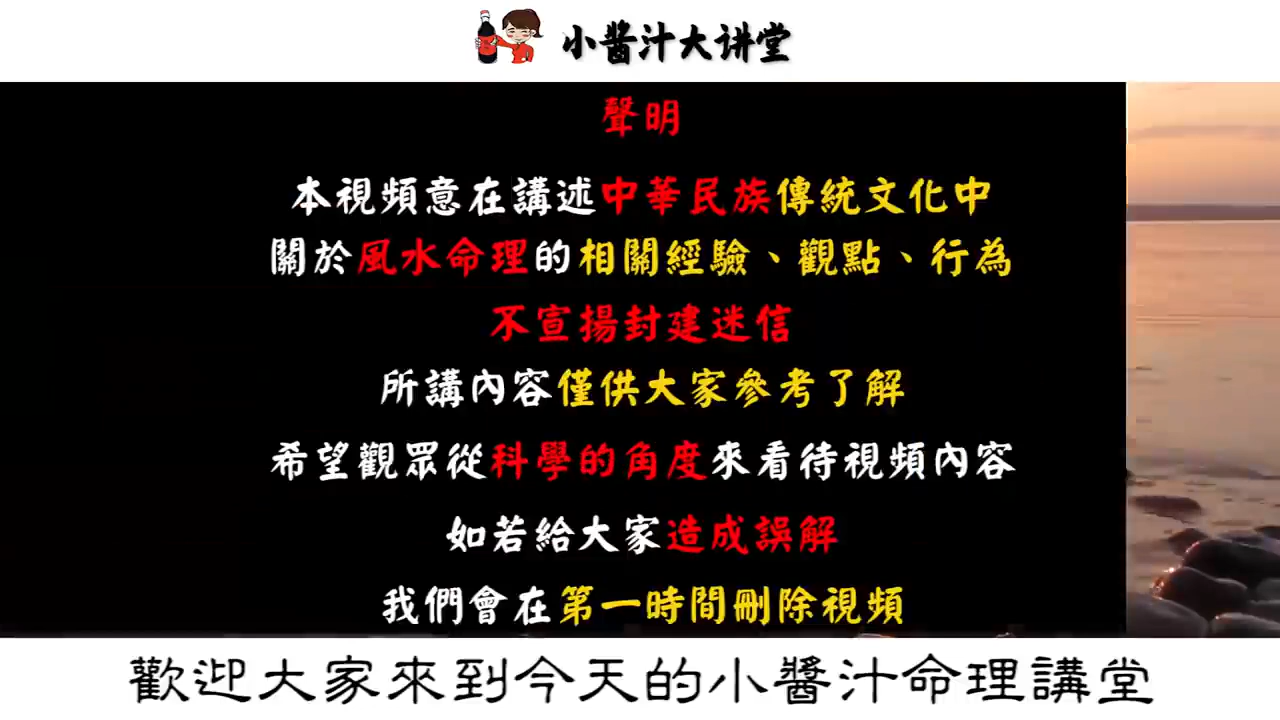 小醬汁大讲堂
聲明
本視頻意在講述中華民族傳統文化中
關於風水命理的相關經驗、觀點、行為
不宣揚封建迷信
所講內容僅供大家參考了解
希望觀眾從科學的角度來看待視頻內容
如若給大家造成誤解
我們會在第一時間刪除視頻
歡迎大家來到今天的小醬汁命理講堂